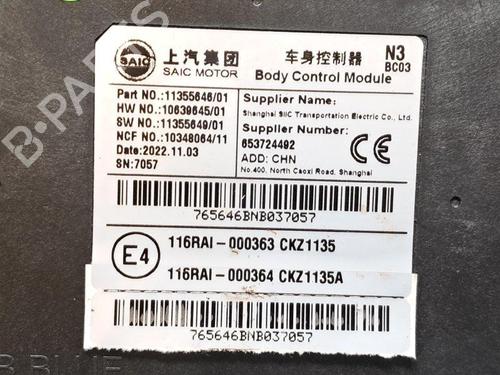 SAIC 上汽集团
SAIC MOTOR
车身控制器
Body Control Module
N3
BC03
Part NO.:11355646/01
HW NO.:10639645/01
SW NO.:11355649/01
NCF NO.:10348064/11
Date:2022.11.03
SN:7057
Supplier Name:
Shanghai SIIC Transportation Electric Co., Ltd.
Supplier Number:
653724492
ADD: CHN
No.400, North Caoxi Road, Shanghai
CE
765646BNB037057
E4
116RAI-000363 CKZ1135
116RAI-000364 CKZ1135A
765646BNB037057
B-PARTS